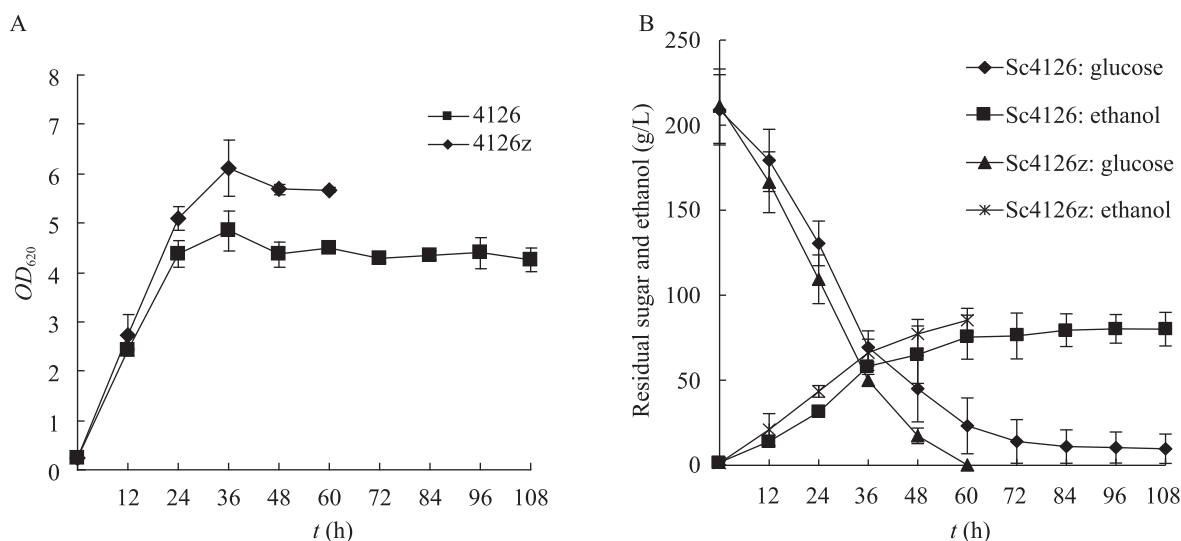 A
8
7
6
5
4
3
2
1
0
OD620
12 24 36 48 60 72 84 96 108
t (h)
4126
4126z
B
250
200
150
100
50
0
Residual sugar and ethanol (g/L)
12 24 36 48 60 72 84 96 108
t (h)
Sc4126: glucose
Sc4126: ethanol
Sc4126z: glucose
Sc4126z: ethanol